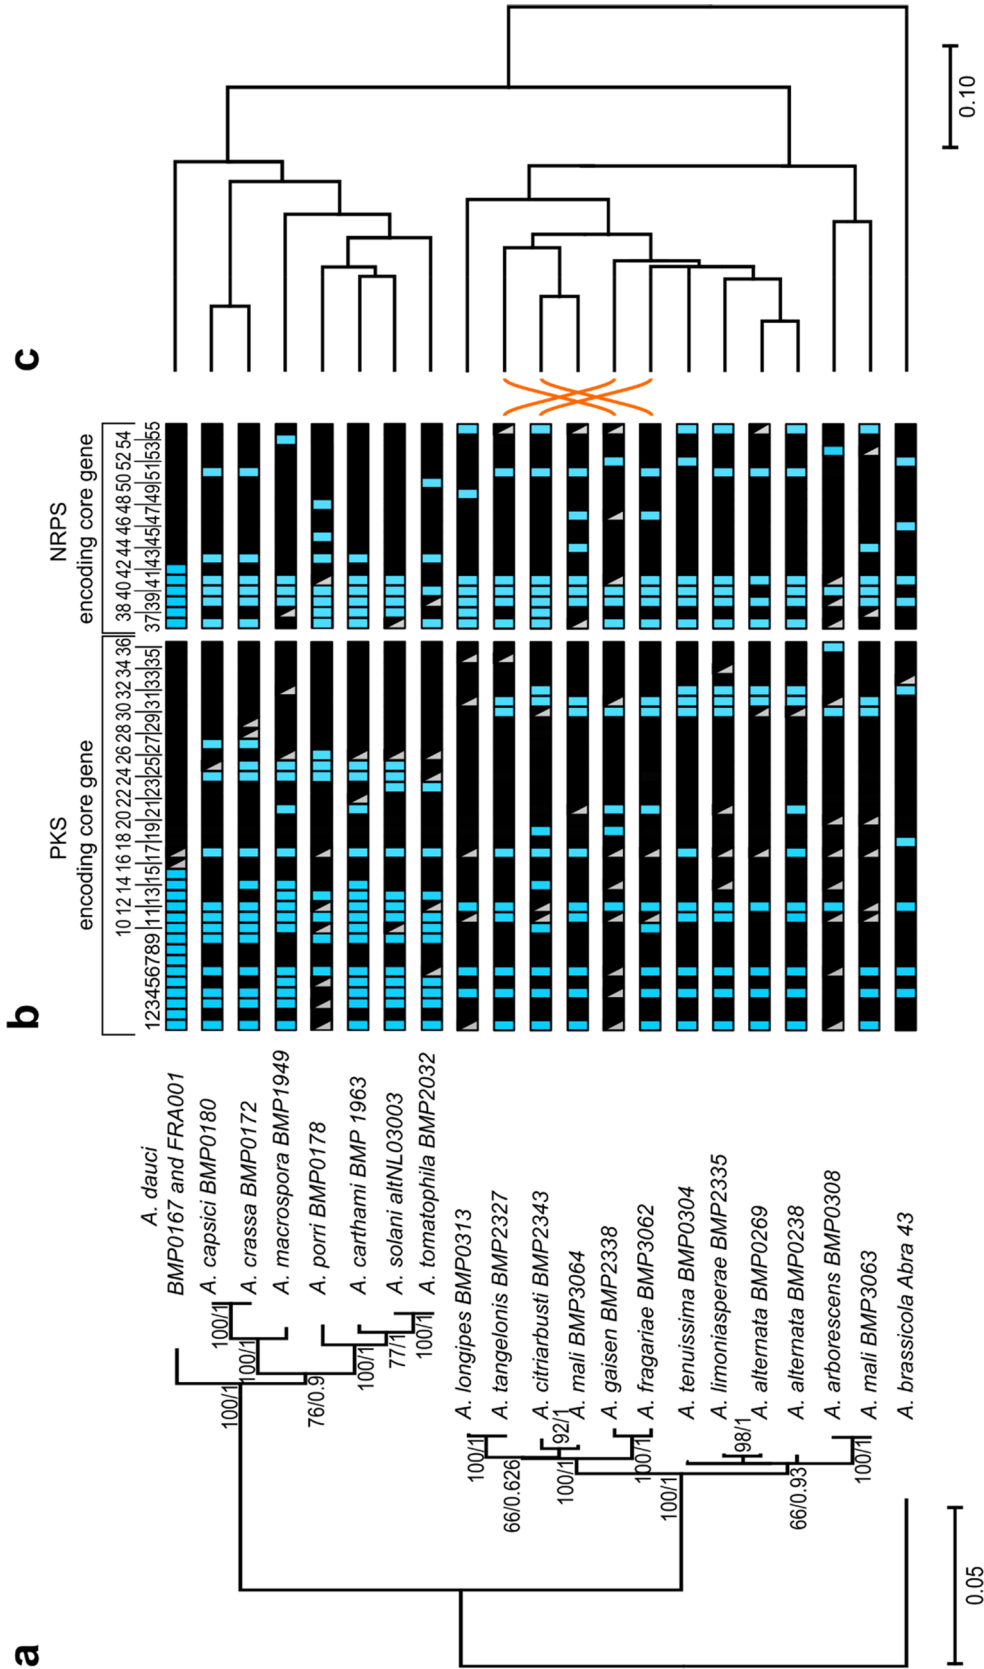 a
b
c
PKS
encoding core gene
NRPS
encoding core gene
123456789
10 12 14 16 18 20 22 24 26 28 30 32 34 36
11|13|15|17|19|21|23|25|27|29|31|33|35
38 40 42 44 46 48 50 52 54
37|39|41|43|45|47|49|51|53|55
A. dauci
BMP0167 and FRA001
A. capsici BMP0180
A. crassa BMP0172
A. macrospora BMP1949
A. porri BMP0178
A. carthami BMP 1963
A. solani altNL03003
A. tomatophila BMP2032
A. longipes BMP0313
A. tangelonis BMP2327
A. citriarbusti BMP2343
A. mali BMP3064
A. gaisen BMP2338
A. fragariae BMP3062
A. tenuissima BMP0304
A. limoniasperae BMP2335
A. alternata BMP0269
A. alternata BMP0238
A. arborescens BMP0308
A. mali BMP3063
A. brassicola Abra 43
100/1
100/1
100/1
76/0.9
100/1
77/1
100/1
100/1
66/0.626
92/1
100/1
100/1
100/1
98/1
66/0.93
100/1
0.05
0.10